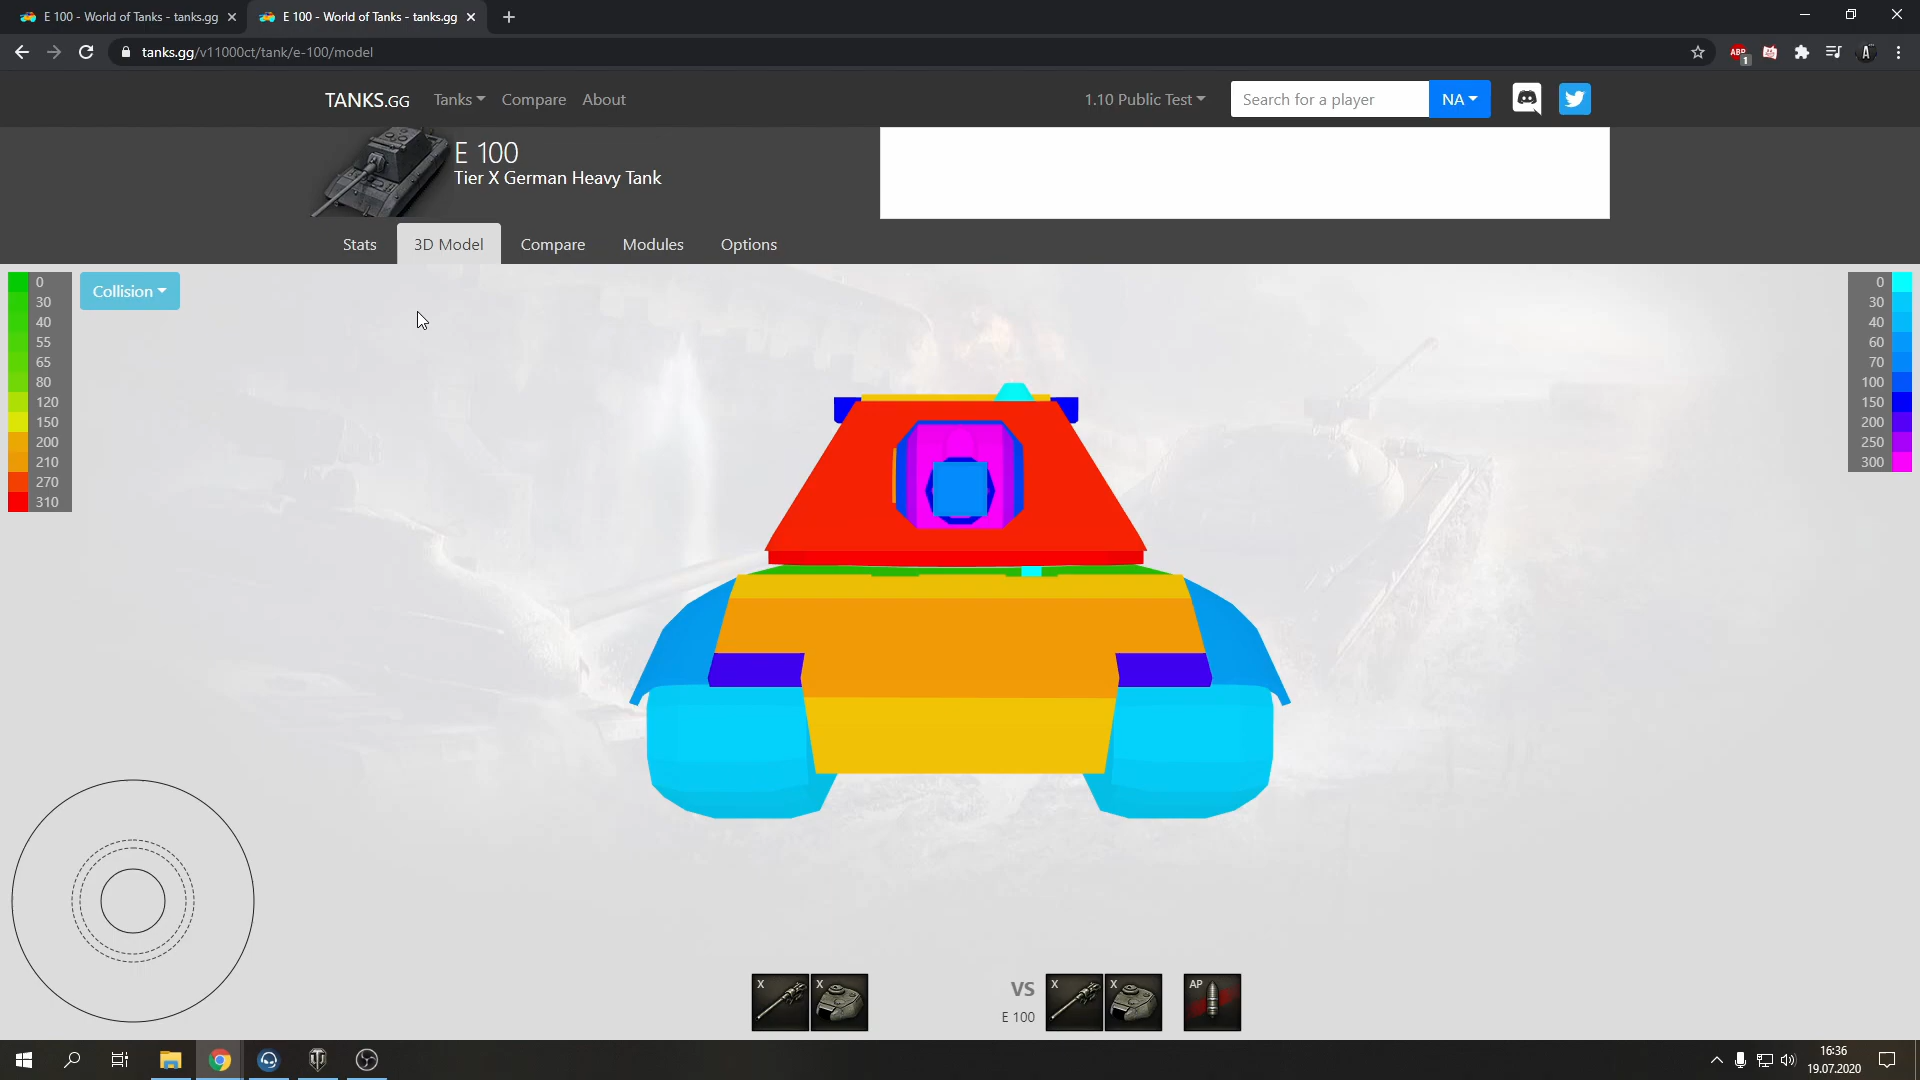 E 100 - World of Tanks - tanks.gg
E 100 - World of Tanks - tanks.gg
tanks.gg/v11000ct/tank/e-100/model
ABP
1
A
TANKS.GG
Tanks
Compare
About
1.10 Public Test
Search for a player
NA
E 100
Tier X German Heavy Tank
Stats
3D Model
Compare
Modules
Options
0
30
40
55
65
80
120
150
200
210
270
310
Collision
0
30
40
60
70
100
150
200
250
300
X
X
VS
E 100
X
X
AP
16:36
19.07.2020